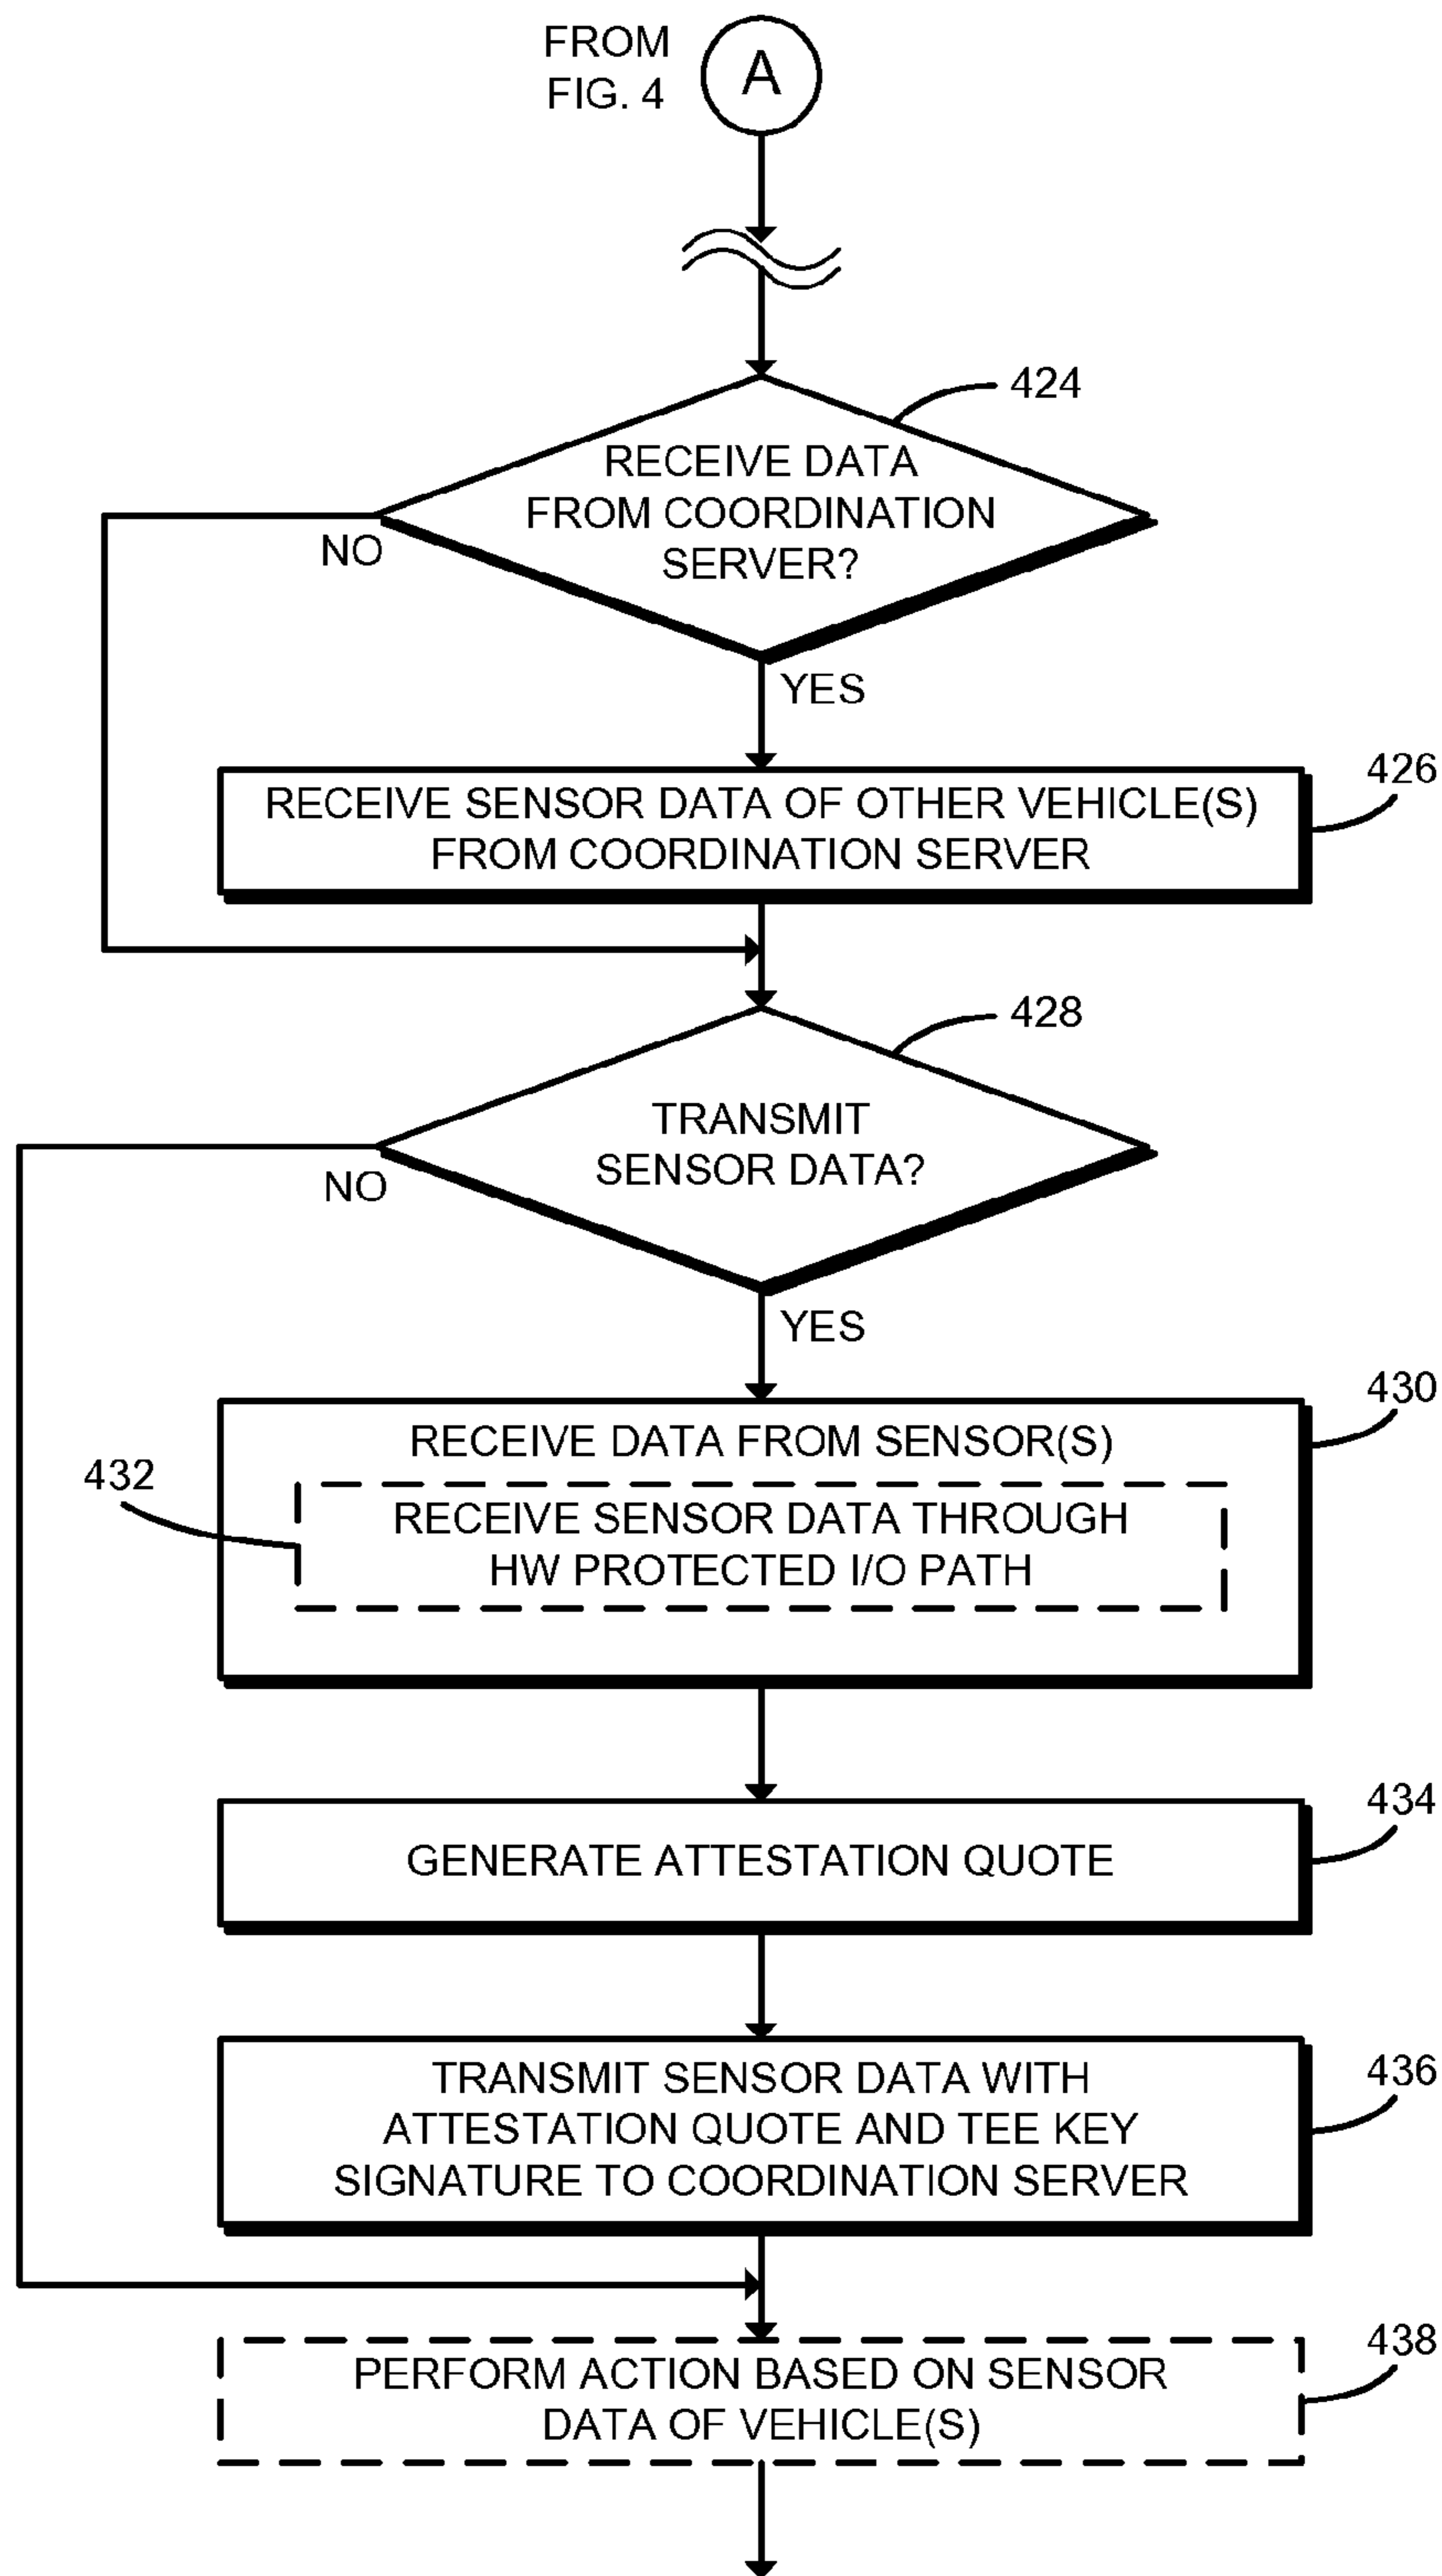 FROM
FIG. 4
A
424
RECEIVE DATA
FROM COORDINATION
SERVER?
NO
YES
426
RECEIVE SENSOR DATA OF OTHER VEHICLE(S)
FROM COORDINATION SERVER
428
TRANSMIT
SENSOR DATA?
NO
YES
430
RECEIVE DATA FROM SENSOR(S)
432
RECEIVE SENSOR DATA THROUGH
HW PROTECTED I/O PATH
434
GENERATE ATTESTATION QUOTE
436
TRANSMIT SENSOR DATA WITH
ATTESTATION QUOTE AND TEE KEY
SIGNATURE TO COORDINATION SERVER
438
PERFORM ACTION BASED ON SENSOR
DATA OF VEHICLE(S)